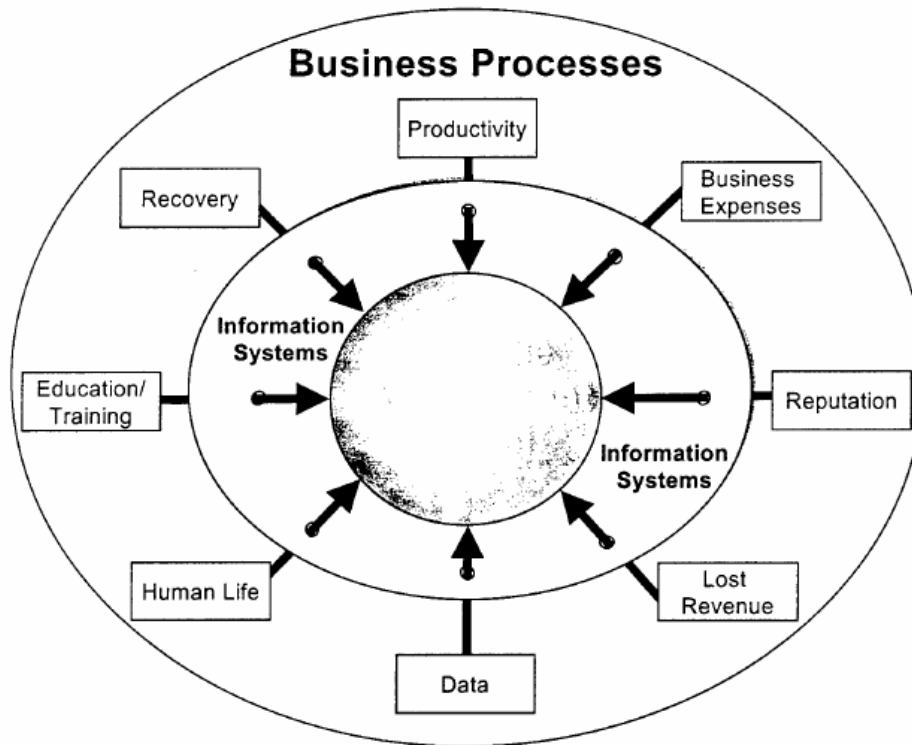 Business Processes
Productivity
Recovery
Business
Expenses
Information
Systems
Education/
Training
Reputation
Information
Systems
Human Life
Lost
Revenue
Data